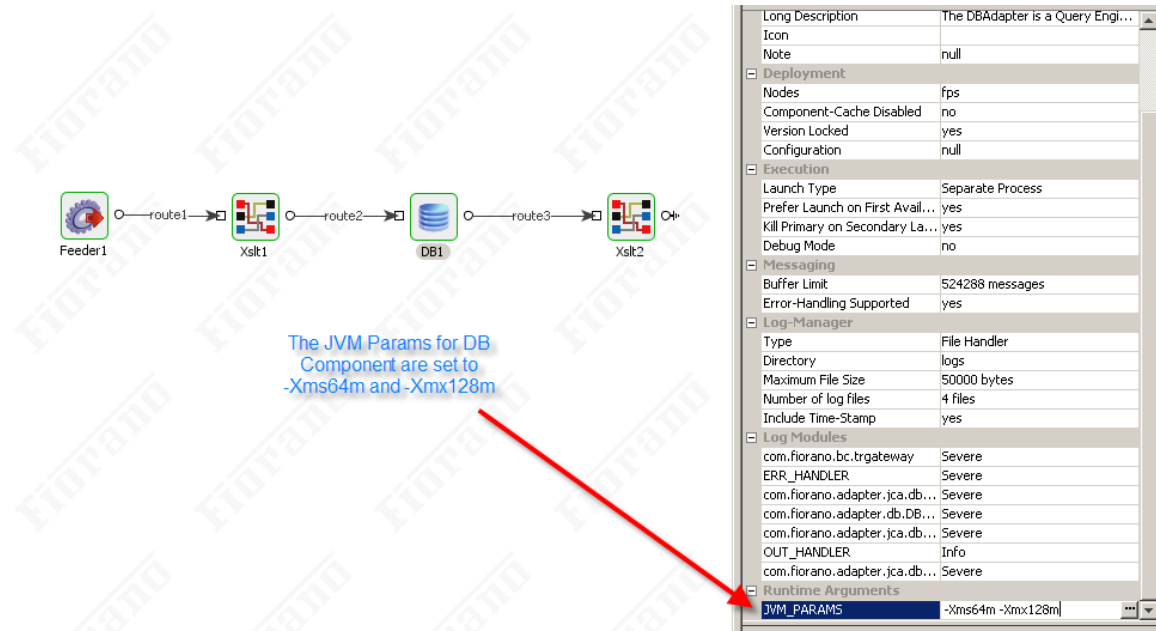 route1
route2
route3
Feeder1
Xslt1
DB1
Xslt2
The JVM Params for DB
Component are set to
-Xms64m and -Xmx128m
Long Description The DBAdapter is a Query Engi...
Icon
Note null
Deployment
Nodes fps
Component-Cache Disabled no
Version Locked yes
Configuration null
Execution
Launch Type Separate Process
Prefer Launch on First Avail... yes
Kill Primary on Secondary La... yes
Debug Mode no
Messaging
Buffer Limit 524288 messages
Error-Handling Supported yes
Log-Manager
Type File Handler
Directory logs
Maximum File Size 50000 bytes
Number of log files 4 files
Include Time-Stamp yes
Log Modules
com.fiorano.bc.trgateway Severe
ERR_HANDLER Severe
com.fiorano.adapter.jca.db... Severe
com.fiorano.adapter.db.DB... Severe
com.fiorano.adapter.jca.db... Severe
OUT_HANDLER Info
com.fiorano.adapter.jca.db... Severe
Runtime Arguments
JVM_PARAMS -Xms64m -Xmx128m ...
Fiorano